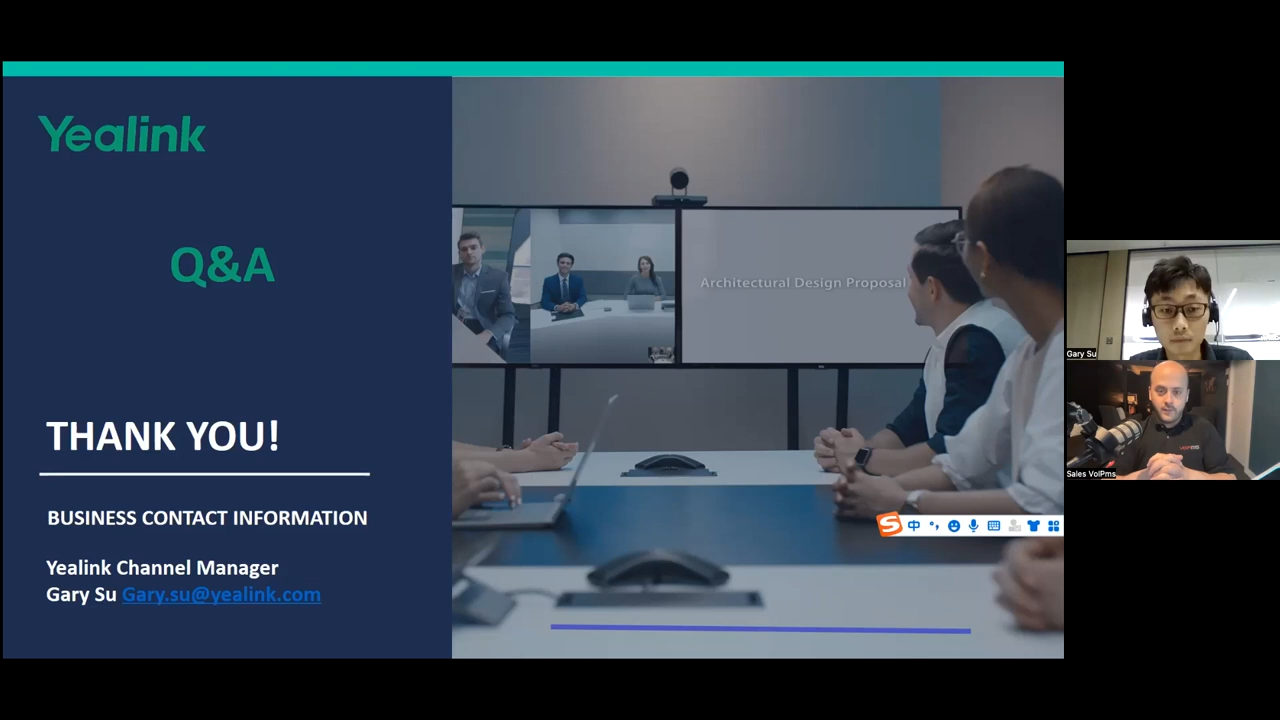 Yealink
Q&A
THANK YOU!
BUSINESS CONTACT INFORMATION
Yealink Channel Manager
Gary Su Gary.su@yealink.com
Architectural Design Proposal
S 中
Gary Su
Sales VoIPms